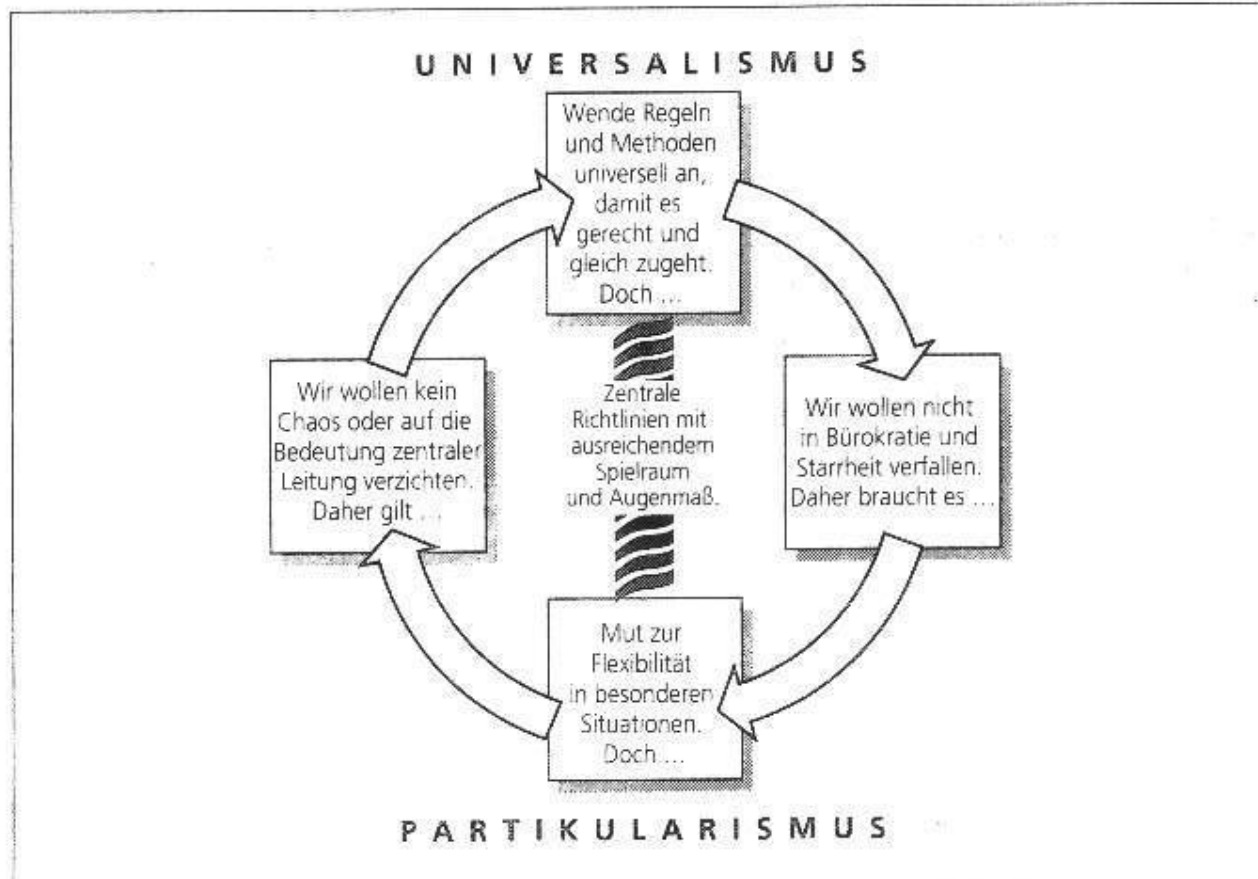 UNIVERSALISMUS
Wende Regeln
und Methoden
universell an,
damit es
gerecht und
gleich zugeht.
Doch ...
Wir wollen nicht
in Bürokratie und
Starrheit verfallen.
Daher braucht es ...
Mut zur
Flexibilität
in besonderen
Situationen.
Doch ...
Wir wollen kein
Chaos oder auf die
Bedeutung zentraler
Leitung verzichten.
Daher gilt ...
Zentrale
Richtlinien mit
ausreichendem
Spielraum
und Augenmaß.
PARTIKULARISMUS